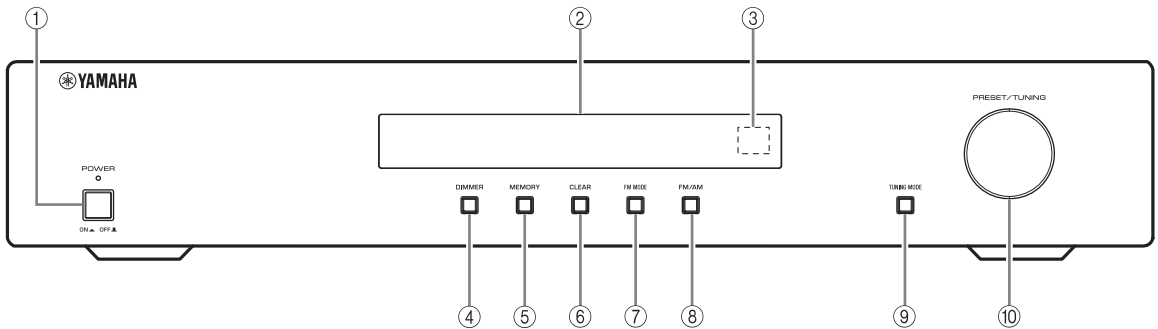 ① ② ③
YAMAHA
PRESET/TUNING
POWER
DIMMER MEMORY CLEAR FM MODE FM/AM TUNING MODE
ON OFF
④ ⑤ ⑥ ⑦ ⑧ ⑨ ⑩